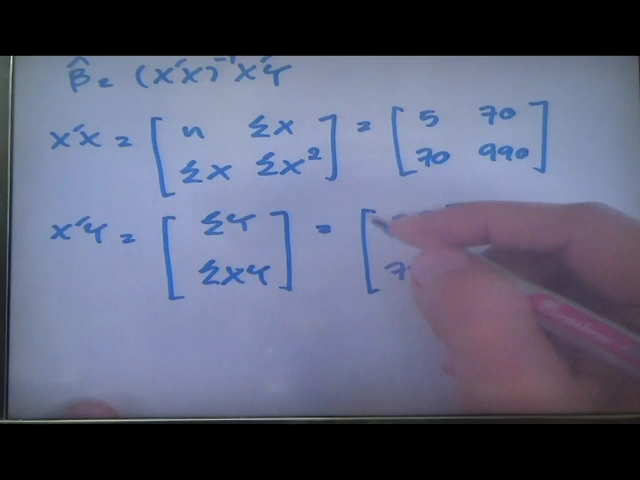 β̂ = (X'X)⁻¹X'Y
X'X = [ n Σx ; Σx Σx² ] = [ 5 70 ; 70 990 ]
X'Y = [ ΣY ; ΣXY ] = [